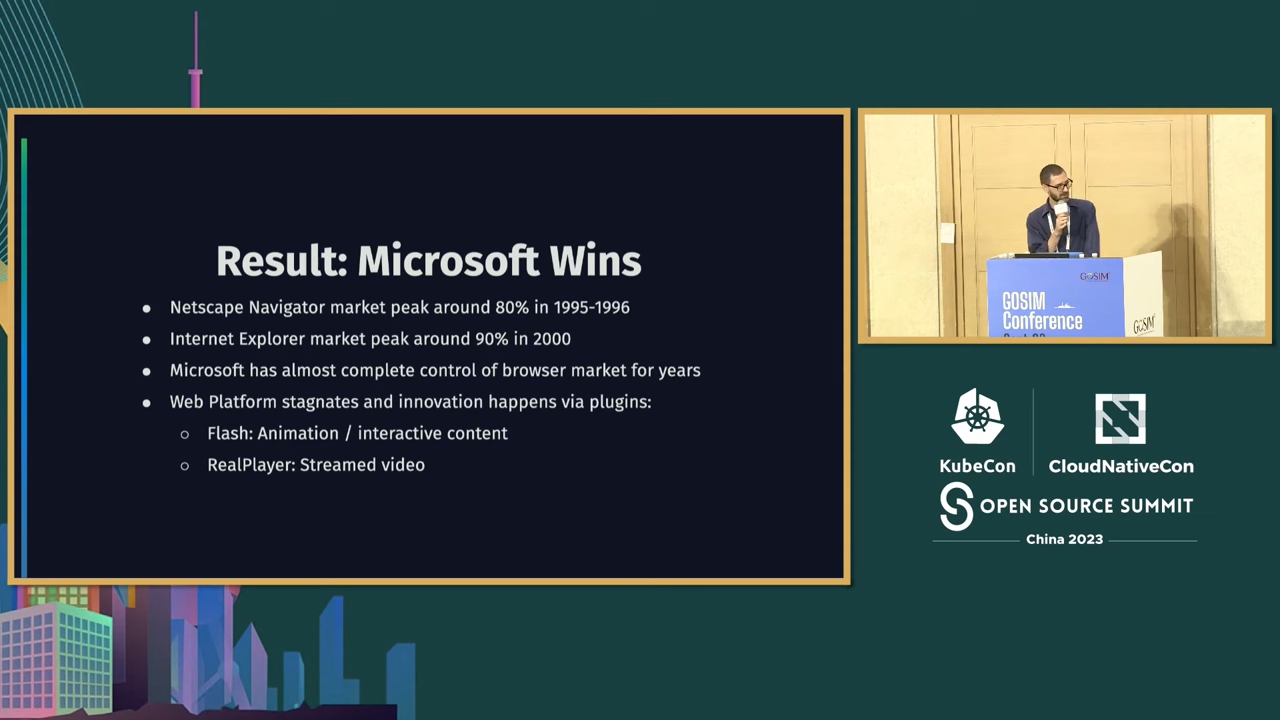 Result: Microsoft Wins
● Netscape Navigator market peak around 80% in 1995-1996
● Internet Explorer market peak around 90% in 2000
● Microsoft has almost complete control of browser market for years
● Web Platform stagnates and innovation happens via plugins:
○ Flash: Animation / interactive content
○ RealPlayer: Streamed video
GOSIM
GOSIM
Conference
GOSIM
KubeCon
CloudNativeCon
OPEN SOURCE SUMMIT
China 2023